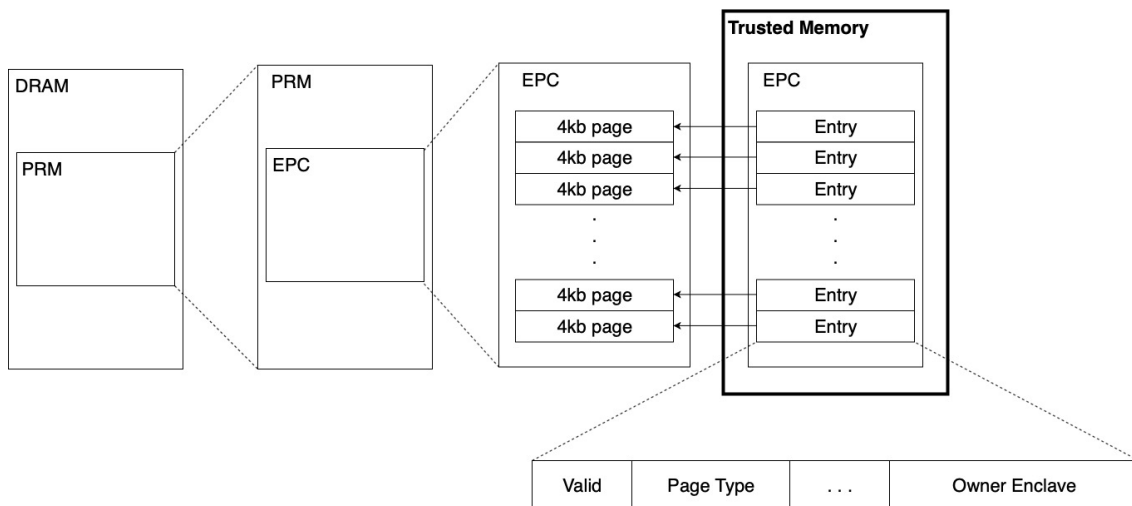 Trusted Memory
DRAM
PRM
PRM
EPC
EPC
4kb page
4kb page
4kb page
.
.
.
4kb page
4kb page
EPC
Entry
Entry
Entry
.
.
.
Entry
Entry
Valid
Page Type
. . .
Owner Enclave